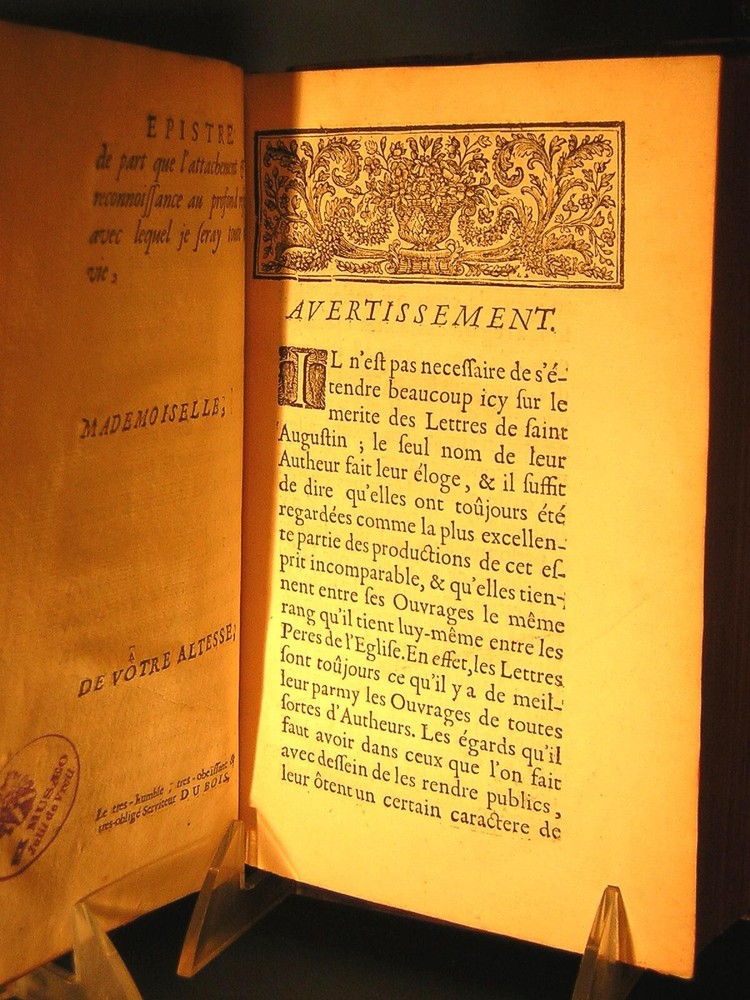 EPISTRE
de part que l'attachement &
reconnoiſſance au profond
avec lequel je ſeray toute
vie,
MADEMOISELLE,
DE VÔTRE ALTESSE,
Le tres-humble, tres-obeïſſant &
tres-obligé Serviteur DU BOIS,
EX MUSÆO
AVERTISSEMENT.
IL n'eſt pas neceſſaire de s'é-
tendre beaucoup icy ſur le
merite des Lettres de ſaint
Auguſtin ; le ſeul nom de leur
Autheur fait leur éloge, & il ſuffit
de dire qu'elles ont toûjours été
regardées comme la plus excellen-
te partie des productions de cet eſ-
prit incomparable, & qu'elles tien-
nent entre ſes Ouvrages le même
rang qu'il tient luy-même entre les
Peres de l'Egliſe. En effet, les Lettres
ſont toûjours ce qu'il y a de meil-
leur parmy les Ouvrages de toutes
ſortes d'Autheurs. Les égards qu'il
faut avoir dans ceux que l'on fait
avec deſſein de les rendre publics,
leur ôtent un certain caractere de